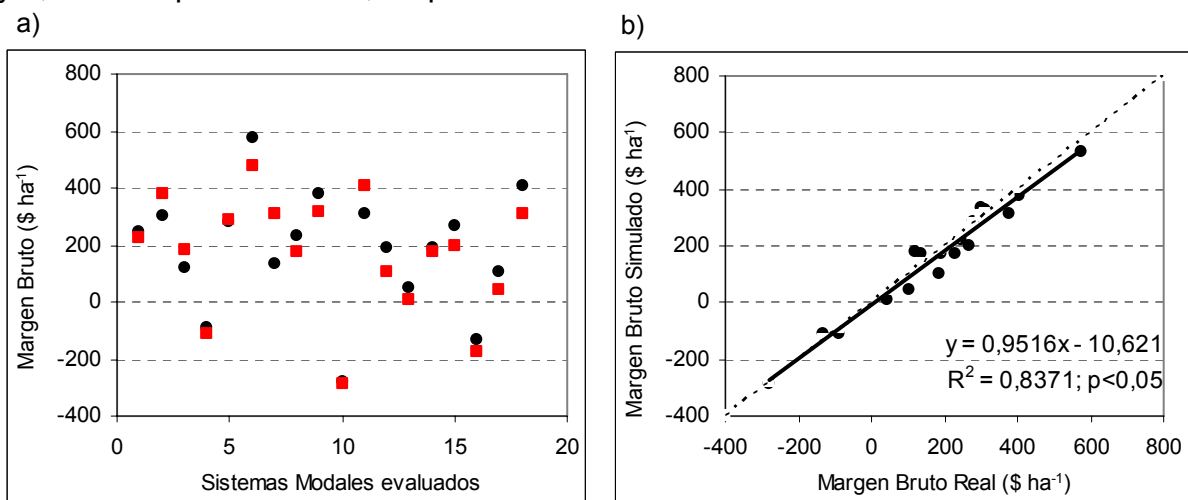 a)
b)
800
600
400
200
0
-200
-400
0 5 10 15 20
Margen Bruto ($ ha-1)
Sistemas Modales evaluados
800
600
400
200
0
-200
-400
-400 -200 0 200 400 600 800
Margen Bruto Simulado ($ ha-1)
y = 0,9516x - 10,621
R2 = 0,8371; p<0,05
Margen Bruto Real ($ ha-1)